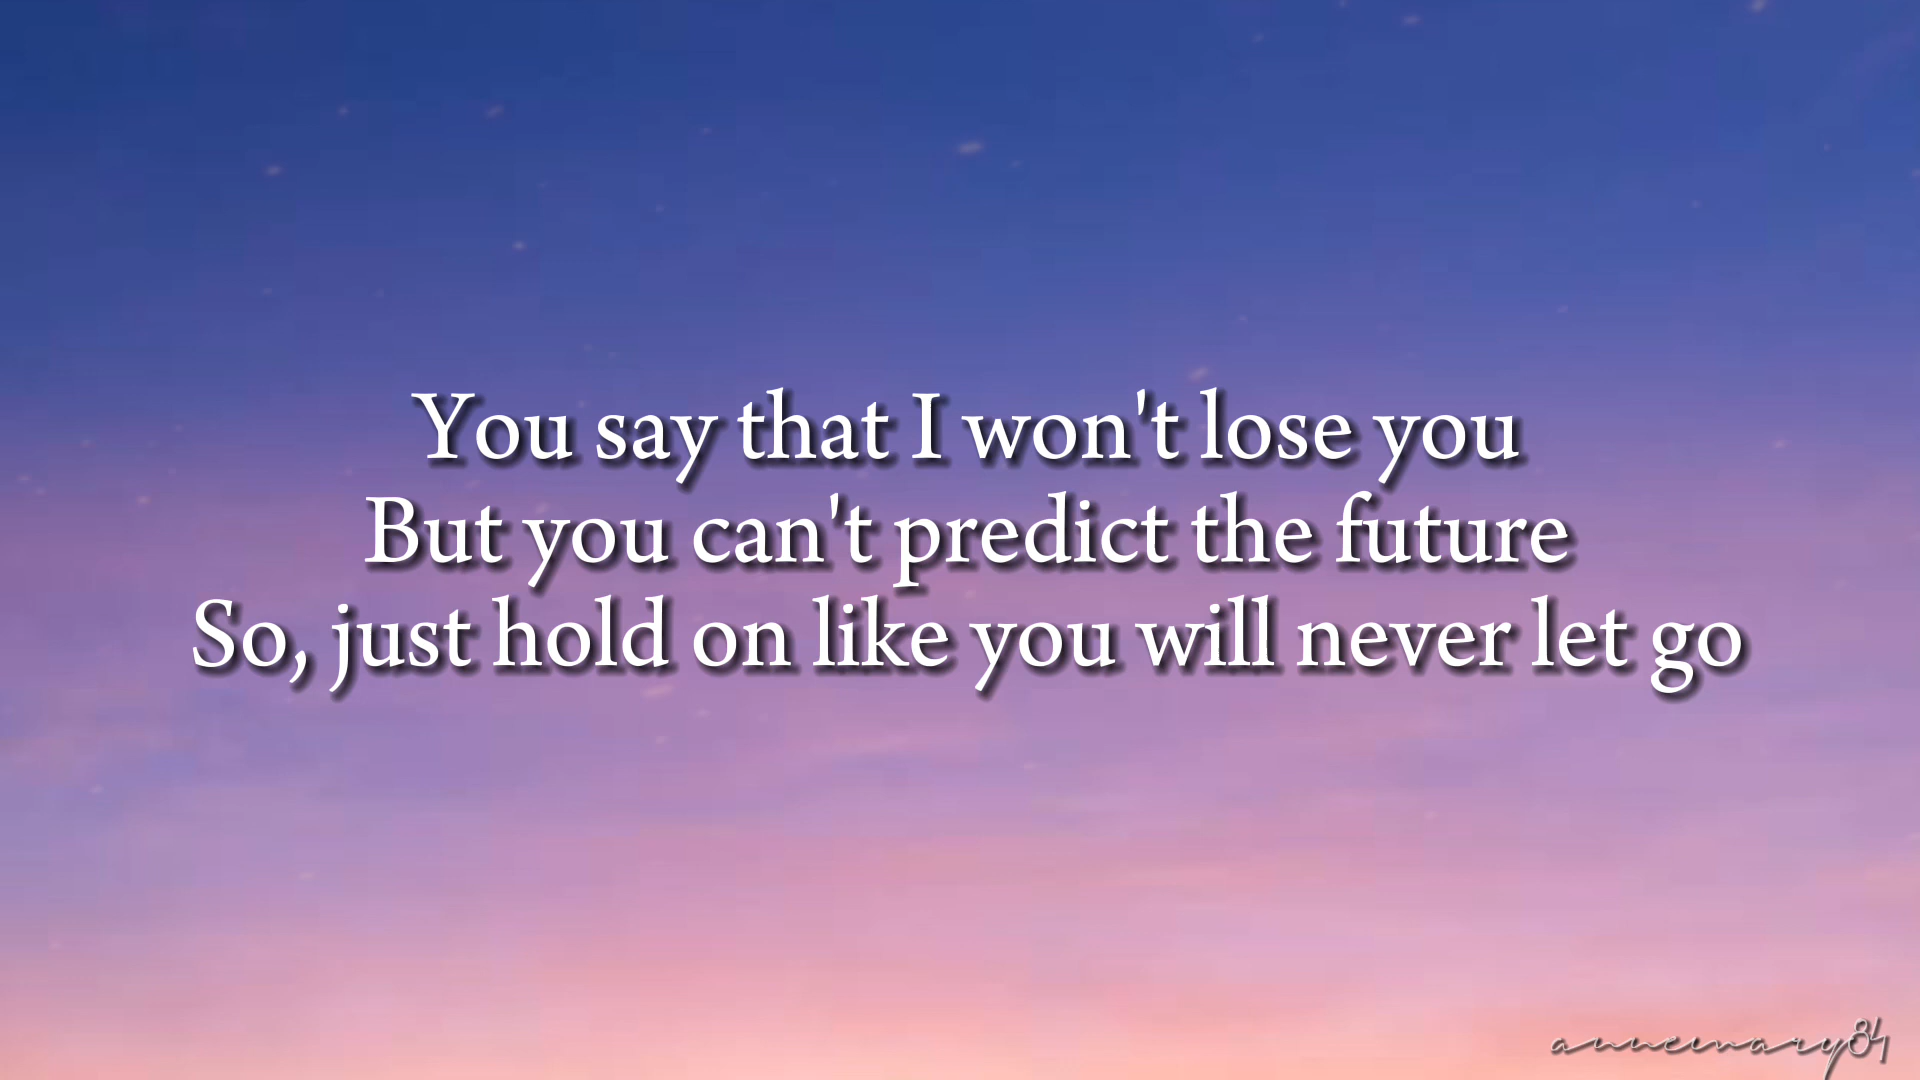 You say that I won't lose you
But you can't predict the future
So, just hold on like you will never let go
annemary84